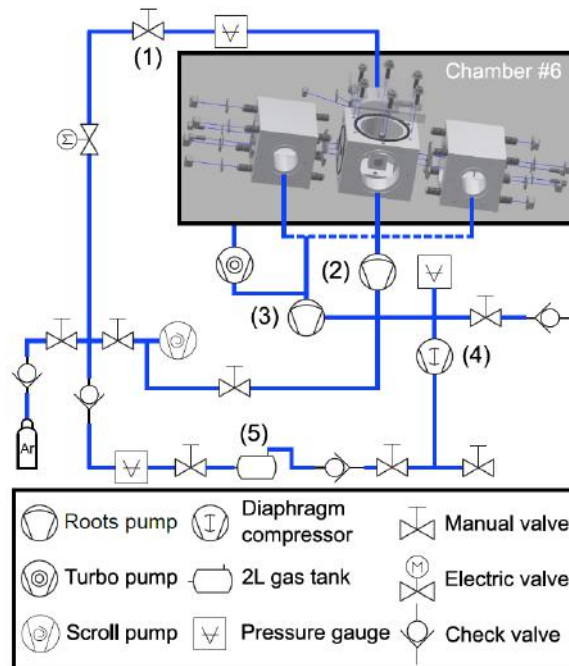 (1)
Chamber #6
M
(2)
(3)
(4)
Ar
(5)
Roots pump
Diaphragm
compressor
Manual valve
Turbo pump
2L gas tank
M
Electric valve
Scroll pump
Pressure gauge
Check valve